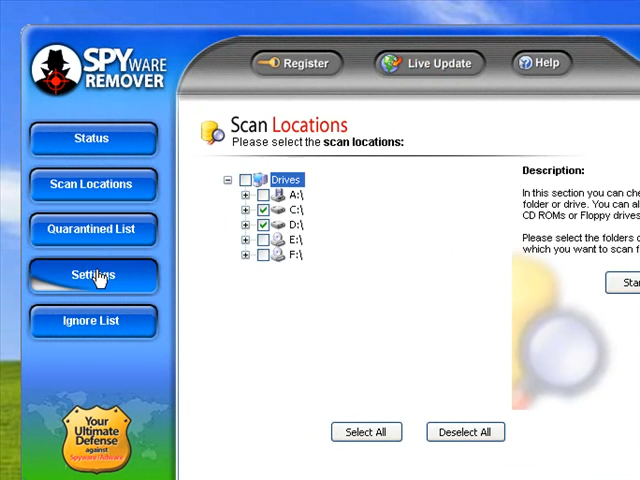 SPYWARE
REMOVER
Register
Live Update
Help
Status
Scan Locations
Quarantined List
Settings
Ignore List
Your
Ultimate
Defense
against
Spyware/Adware
Scan Locations
Please select the scan locations:
Drives
A:\
C:\
D:\
E:\
F:\
Description:
In this section you can che
folder or drive. You can al
CD ROMs or Floppy drives
Please select the folders o
which you want to scan f
Star
Select All
Deselect All